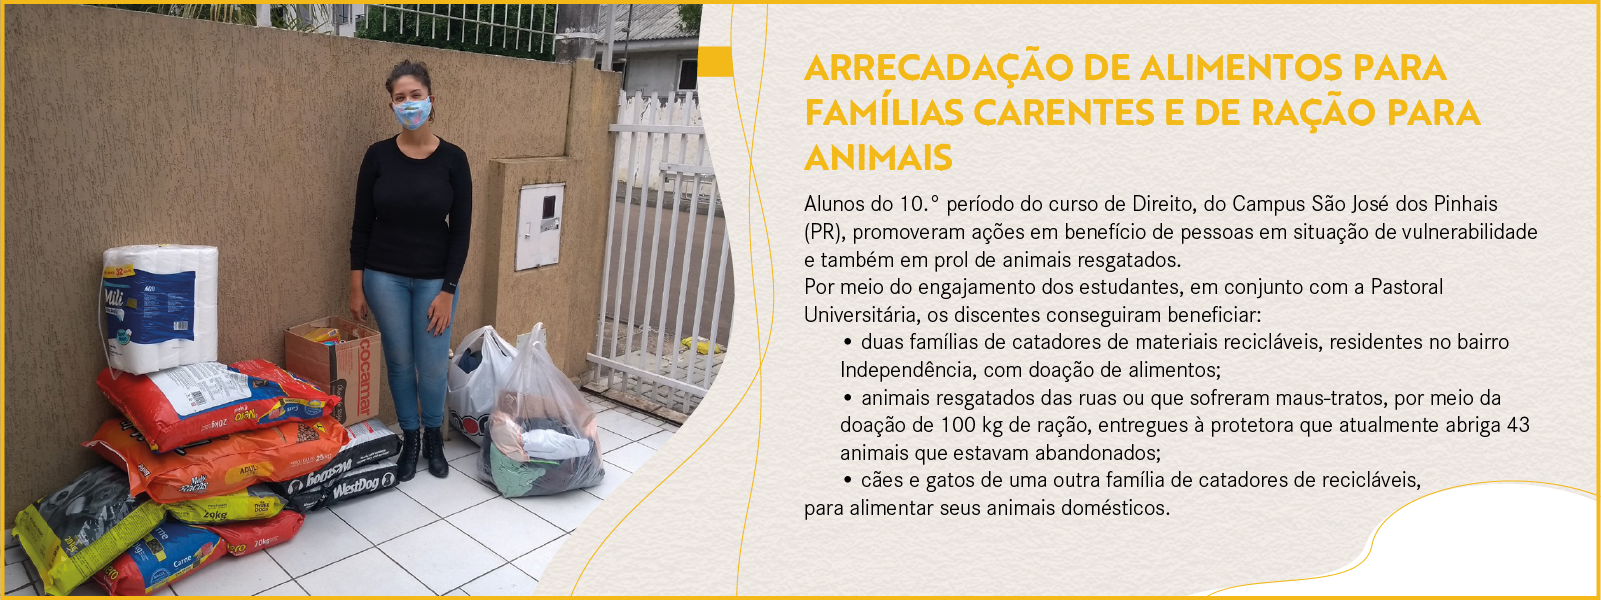 ARRECADAÇÃO DE ALIMENTOS PARA
FAMÍLIAS CARENTES E DE RAÇÃO PARA
ANIMAIS
Alunos do 10.° período do curso de Direito, do Campus São José dos Pinhais
(PR), promoveram ações em benefício de pessoas em situação de vulnerabilidade
e também em prol de animais resgatados.
Por meio do engajamento dos estudantes, em conjunto com a Pastoral
Universitária, os discentes conseguiram beneficiar:
• duas famílias de catadores de materiais recicláveis, residentes no bairro
Independência, com doação de alimentos;
• animais resgatados das ruas ou que sofreram maus-tratos, por meio da
doação de 100 kg de ração, entregues à protetora que atualmente abriga 43
animais que estavam abandonados;
• cães e gatos de uma outra família de catadores de recicláveis,
para alimentar seus animais domésticos.
32
Mili
cocamar
20kg
WestDog
WestDog
20kg
Carne